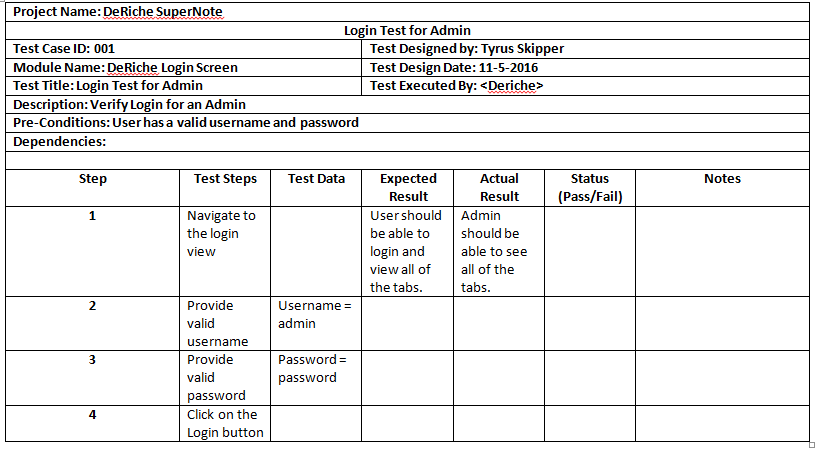 Project Name: DeRiche SuperNote
Login Test for Admin
Test Case ID: 001
Test Designed by: Tyrus Skipper
Module Name: DeRiche Login Screen
Test Design Date: 11-5-2016
Test Title: Login Test for Admin
Test Executed By: <Deriche>
Description: Verify Login for an Admin
Pre-Conditions: User has a valid username and password
Dependencies:
Step
Test Steps
Test Data
Expected
Result
Actual
Result
Status
(Pass/Fail)
Notes
1
Navigate to
the login
view
User should
be able to
login and
view all of
the tabs.
Admin
should be
able to see
all of the
tabs.
2
Provide
valid
username
Username =
admin
3
Provide
valid
password
Password =
password
4
Click on the
Login button